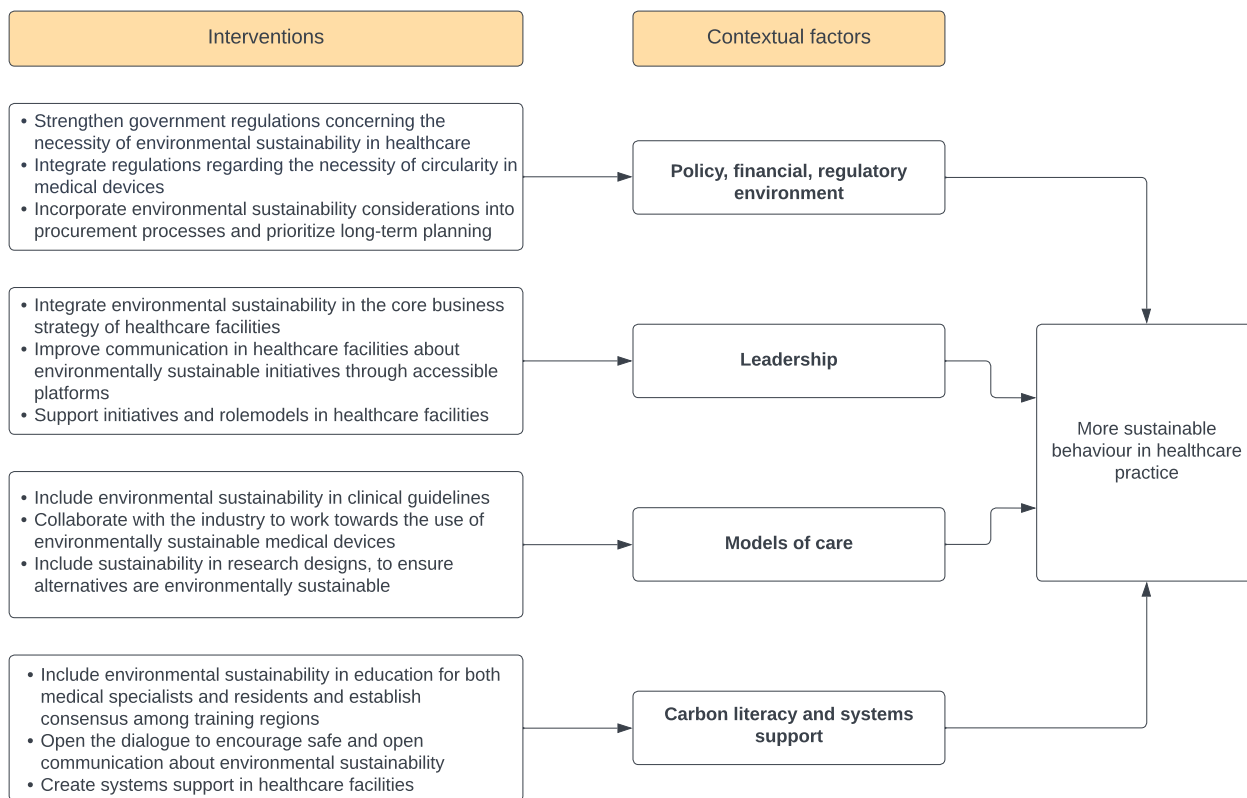 Interventions
Contextual factors
• Strengthen government regulations concerning the
necessity of environmental sustainability in healthcare
• Integrate regulations regarding the necessity of circularity in
medical devices
• Incorporate environmental sustainability considerations into
procurement processes and prioritize long-term planning
Policy, financial, regulatory
environment
• Integrate environmental sustainability in the core business
strategy of healthcare facilities
• Improve communication in healthcare facilities about
environmentally sustainable initiatives through accessible
platforms
• Support initiatives and rolemodels in healthcare facilities
Leadership
More sustainable
behaviour in healthcare
practice
• Include environmental sustainability in clinical guidelines
• Collaborate with the industry to work towards the use of
environmentally sustainable medical devices
• Include sustainability in research designs, to ensure
alternatives are environmentally sustainable
Models of care
• Include environmental sustainability in education for both
medical specialists and residents and establish
consensus among training regions
• Open the dialogue to encourage safe and open
communication about environmental sustainability
• Create systems support in healthcare facilities
Carbon literacy and systems
support